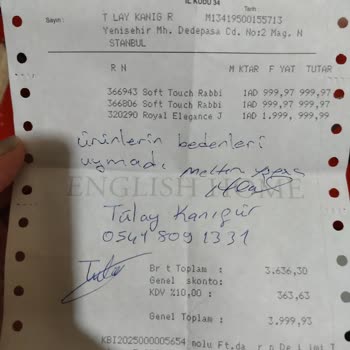 İL KODU 34
Sayın : T LAY KANIG R M13419500155713
Yenisehir Mh. Dedepasa Cd. No:2 Mag. N
STANBUL
R N M KTAR F YAT TUTAR
366943 Soft Touch Rabbi 1AD 999,97 999,97
366806 Soft Touch Rabbi 1AD 999,97 999,97
320290 Royal Elegance J 1AD 1.999, 999,99
ürünlerin bedenleri
uymadı
ENGLISH HOME
Tülay Kanıgür
0541 809 1331
Br t Toplam : 3.636,30
Genel skonto:
KDV %10,00 : 363,63
Genel Toplam : 3.999,93
KBI2025000005654